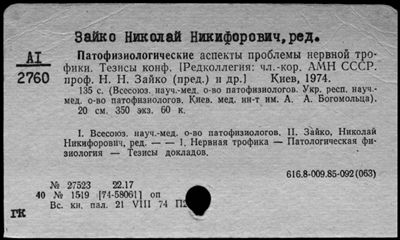 Зайко Николай Никифорович, ред.
АI
2760
Патофизиологические аспекты проблемы нервной тро-
фики. Тезисы конф. [Редколлегия: чл.-кор. АМН СССР.
проф. Н. Н. Зайко (пред.) и др.] Киев, 1974.
135 с. (Всесоюз. науч.-мед. о-во патофизиологов. Укр. респ. науч.-
мед. о-во патофизиологов. Киев. мед. ин-т им. А. А. Богомольца).
20 см. 350 экз. 60 к.
I. Всесоюз. науч.-мед. о-во патофизиологов. II. Зайко, Николай
Никифорович, ред. — — 1. Нервная трофика — Патологическая фи-
зиология — Тезисы докладов.
616.8-009.85-092(063)
№ 27523 22.17
40 № 1519 [74-58061] оп
Вс. кн. пал. 21 VIII 74
ГК